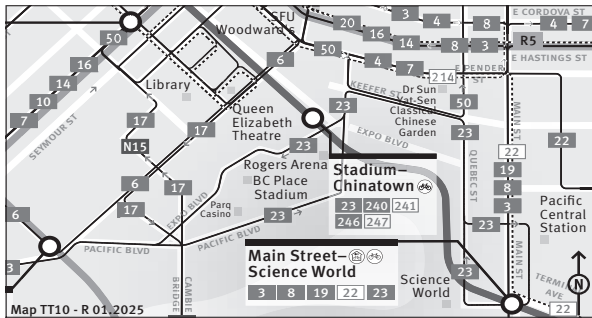 SFU
Woodward's
50
16
14
10
7
SEYMOUR ST
Library
17
17
N15
6
17
17
6
3
PACIFIC BLVD
CAMBIE
BRIDGE
EXPO BLVD
Queen
Elizabeth
Theatre
6
20
16
14
50
4
7
3
4
8
E CORDOVA ST
4
7
8
3
R5
E HASTINGS ST
214
E PENDER
ST
KEEFER ST
Dr Sun
Yat-Sen
Classical
Chinese
Garden
50
23
23
23
EXPO BLVD
Rogers Arena
BC Place
Stadium
Parq
Casino
23
PACIFIC BLVD
Stadium–
Chinatown
23 240 241
246 247
MAIN ST
22
19
8
3
22
QUEBEC ST
23
Pacific
Central
Station
MAIN ST
23
Main Street–
Science World
3 8 19 22 23
Science
World
TERMINAL
AVE
22
N
Map TT10 - R 01.2025